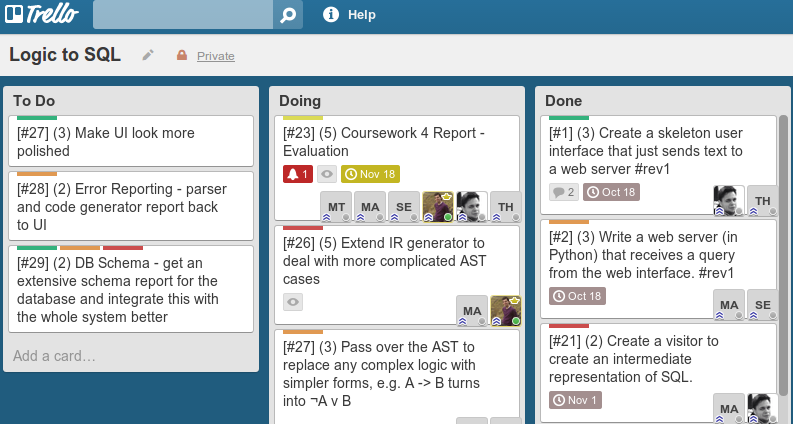 Trello
Help
Logic to SQL
Private
To Do
[#27] (3) Make UI look more
polished
[#28] (2) Error Reporting - parser
and code generator report back
to UI
[#29] (2) DB Schema - get an
extensive schema report for the
database and integrate this with
the whole system better
Add a card…
Doing
[#23] (5) Coursework 4 Report -
Evaluation
1
Nov 18
MT
MA
SE
TH
[#26] (5) Extend IR generator to
deal with more complicated AST
cases
MA
[#27] (3) Pass over the AST to
replace any complex logic with
simpler forms, e.g. A -> B turns
into ¬A v B
Done
[#1] (3) Create a skeleton user
interface that just sends text to
a web server #rev1
2
Oct 18
TH
[#2] (3) Write a web server (in
Python) that receives a query
from the web interface. #rev1
Oct 18
MA
SE
[#21] (2) Create a visitor to
create an intermediate
representation of SQL.
Nov 1
MA